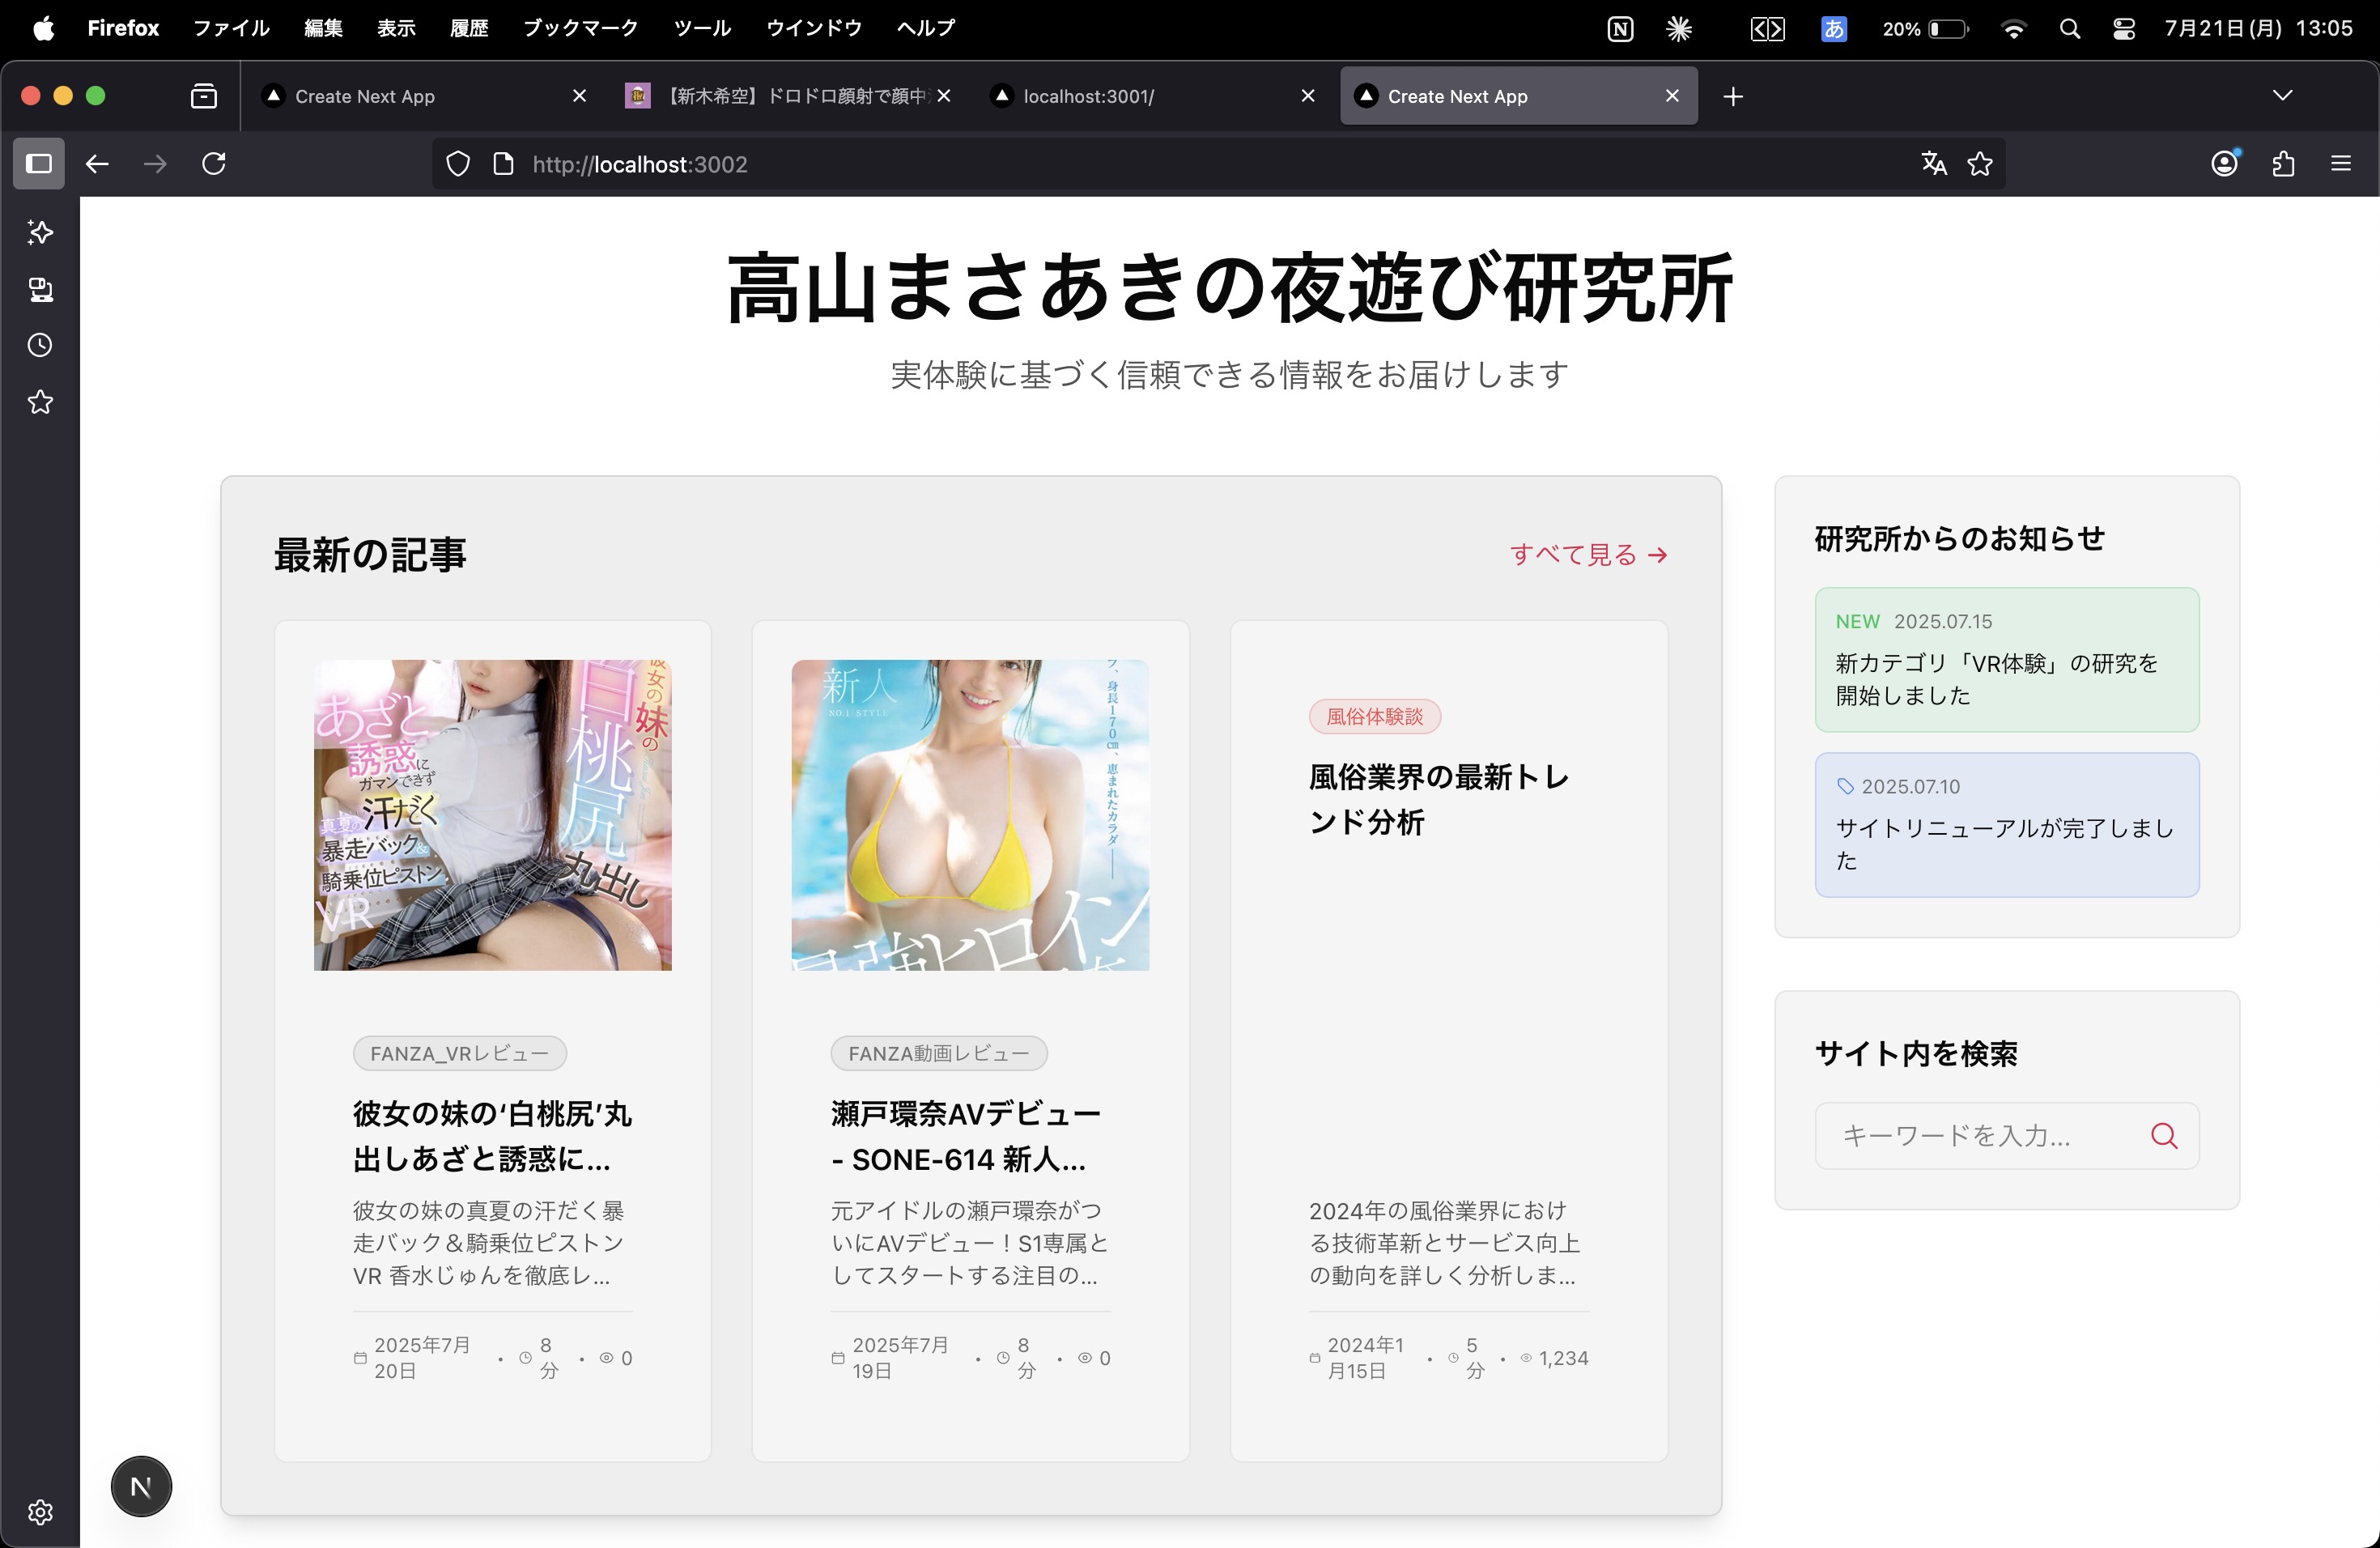 Firefox ファイル 編集 表示 履歴 ブックマーク ツール ウインドウ ヘルプ
N あ 20% 7月21日(月) 13:05
Create Next App
【新木希空】ドロドロ顔射で顔中
localhost:3001/
Create Next App
http://localhost:3002
高山まさあきの夜遊び研究所
実体験に基づく信頼できる情報をお届けします
最新の記事
すべて見る →
あざと
誘惑に
ガマンできず
汗だく
真夏の
暴走バック&
騎乗位ピストン
VR
彼女の
妹の
白桃尻
丸出し
FANZA_VRレビュー
彼女の妹の‘白桃尻’丸
出しあざと誘惑に...
彼女の妹の真夏の汗だく暴
走バック＆騎乗位ピストン
VR 香水じゅんを徹底レ...
2025年7月
20日
•
8
分
•
0
新人
NO.1 STYLE
身長170cm、恵まれたカラダ――
最強ヒロイン
FANZA動画レビュー
瀬戸環奈AVデビュー
- SONE-614 新人...
元アイドルの瀬戸環奈がつ
いにAVデビュー！S1専属と
してスタートする注目の...
2025年7月
19日
•
8
分
•
0
風俗体験談
風俗業界の最新トレ
ンド分析
2024年の風俗業界におけ
る技術革新とサービス向上
の動向を詳しく分析しま...
2024年1
月15日
•
5
分
•
1,234
研究所からのお知らせ
NEW 2025.07.15
新カテゴリ「VR体験」の研究を
開始しました
2025.07.10
サイトリニューアルが完了しまし
た
サイト内を検索
キーワードを入力...
N